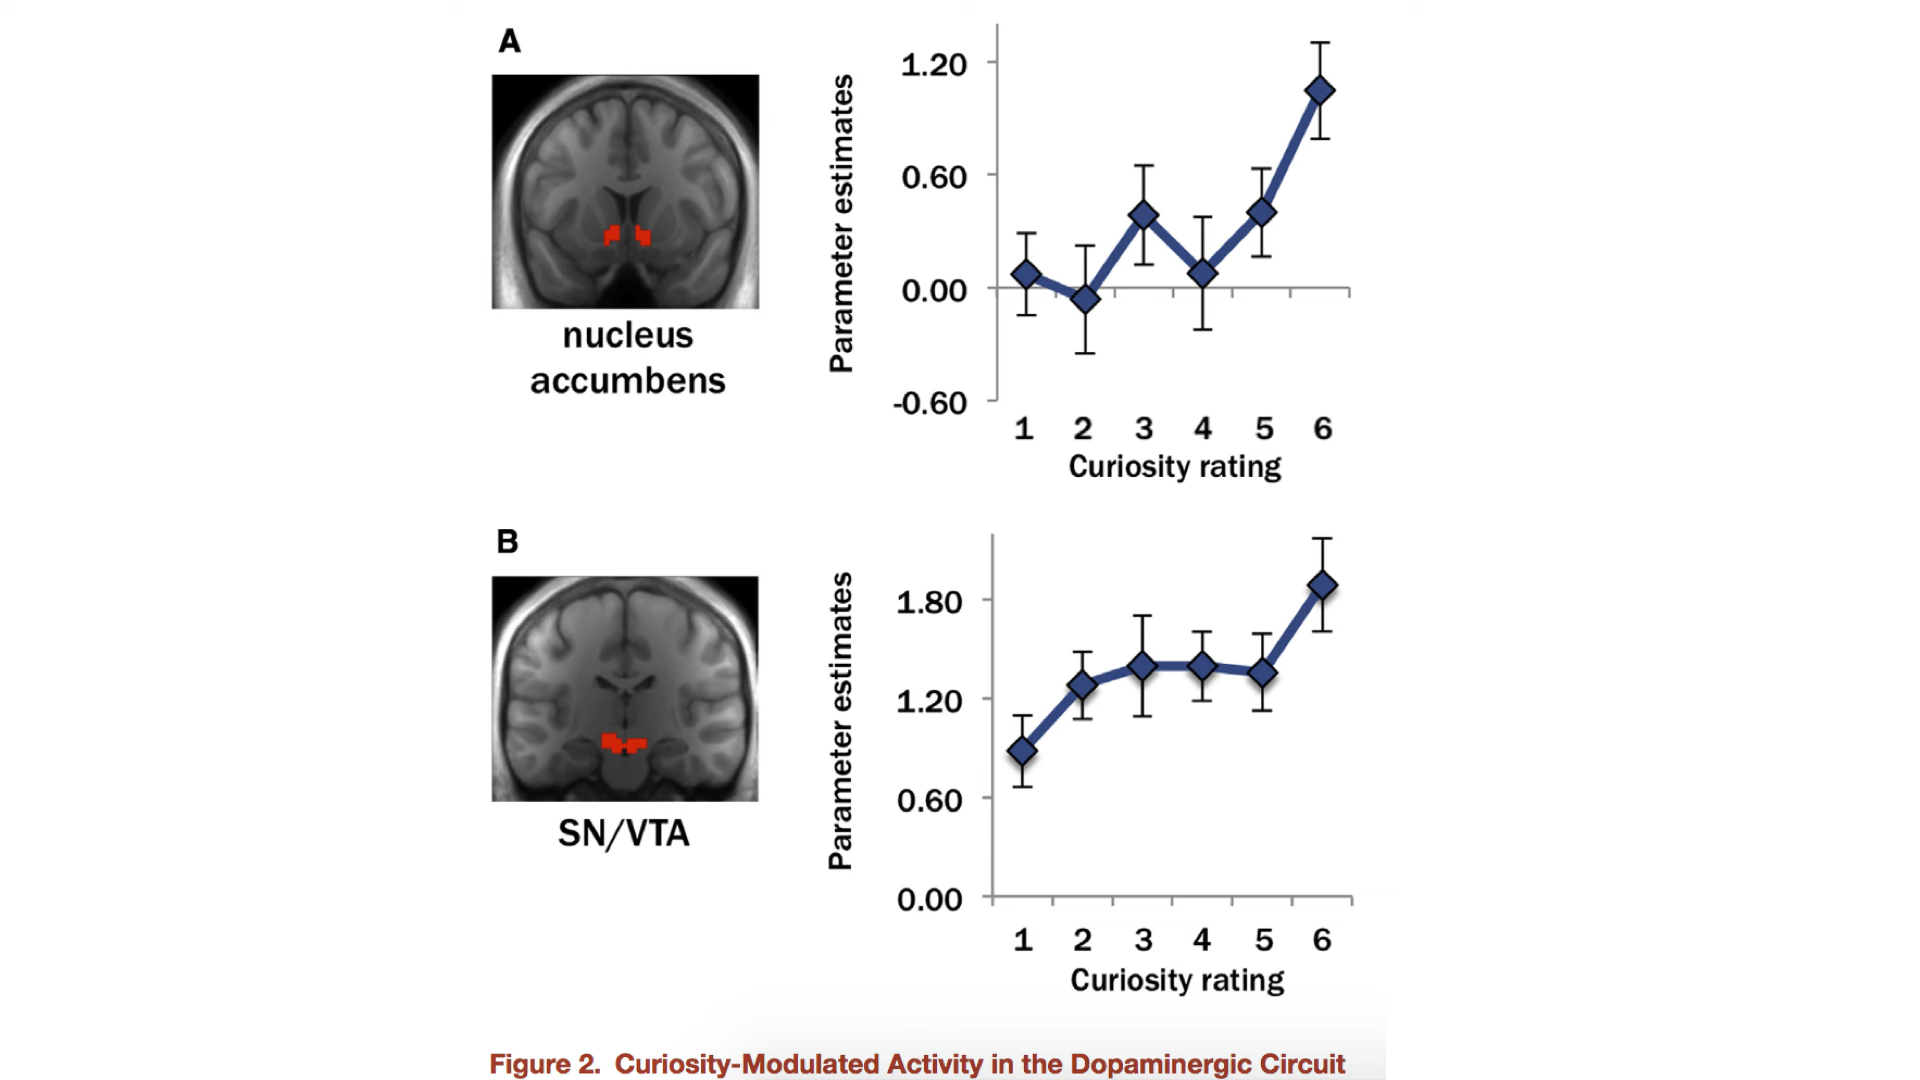 A
nucleus
accumbens
Parameter estimates
1.20
0.60
0.00
-0.60
1 2 3 4 5 6
Curiosity rating
B
SN/VTA
Parameter estimates
1.80
1.20
0.60
0.00
1 2 3 4 5 6
Curiosity rating
Figure 2. Curiosity-Modulated Activity in the Dopaminergic Circuit